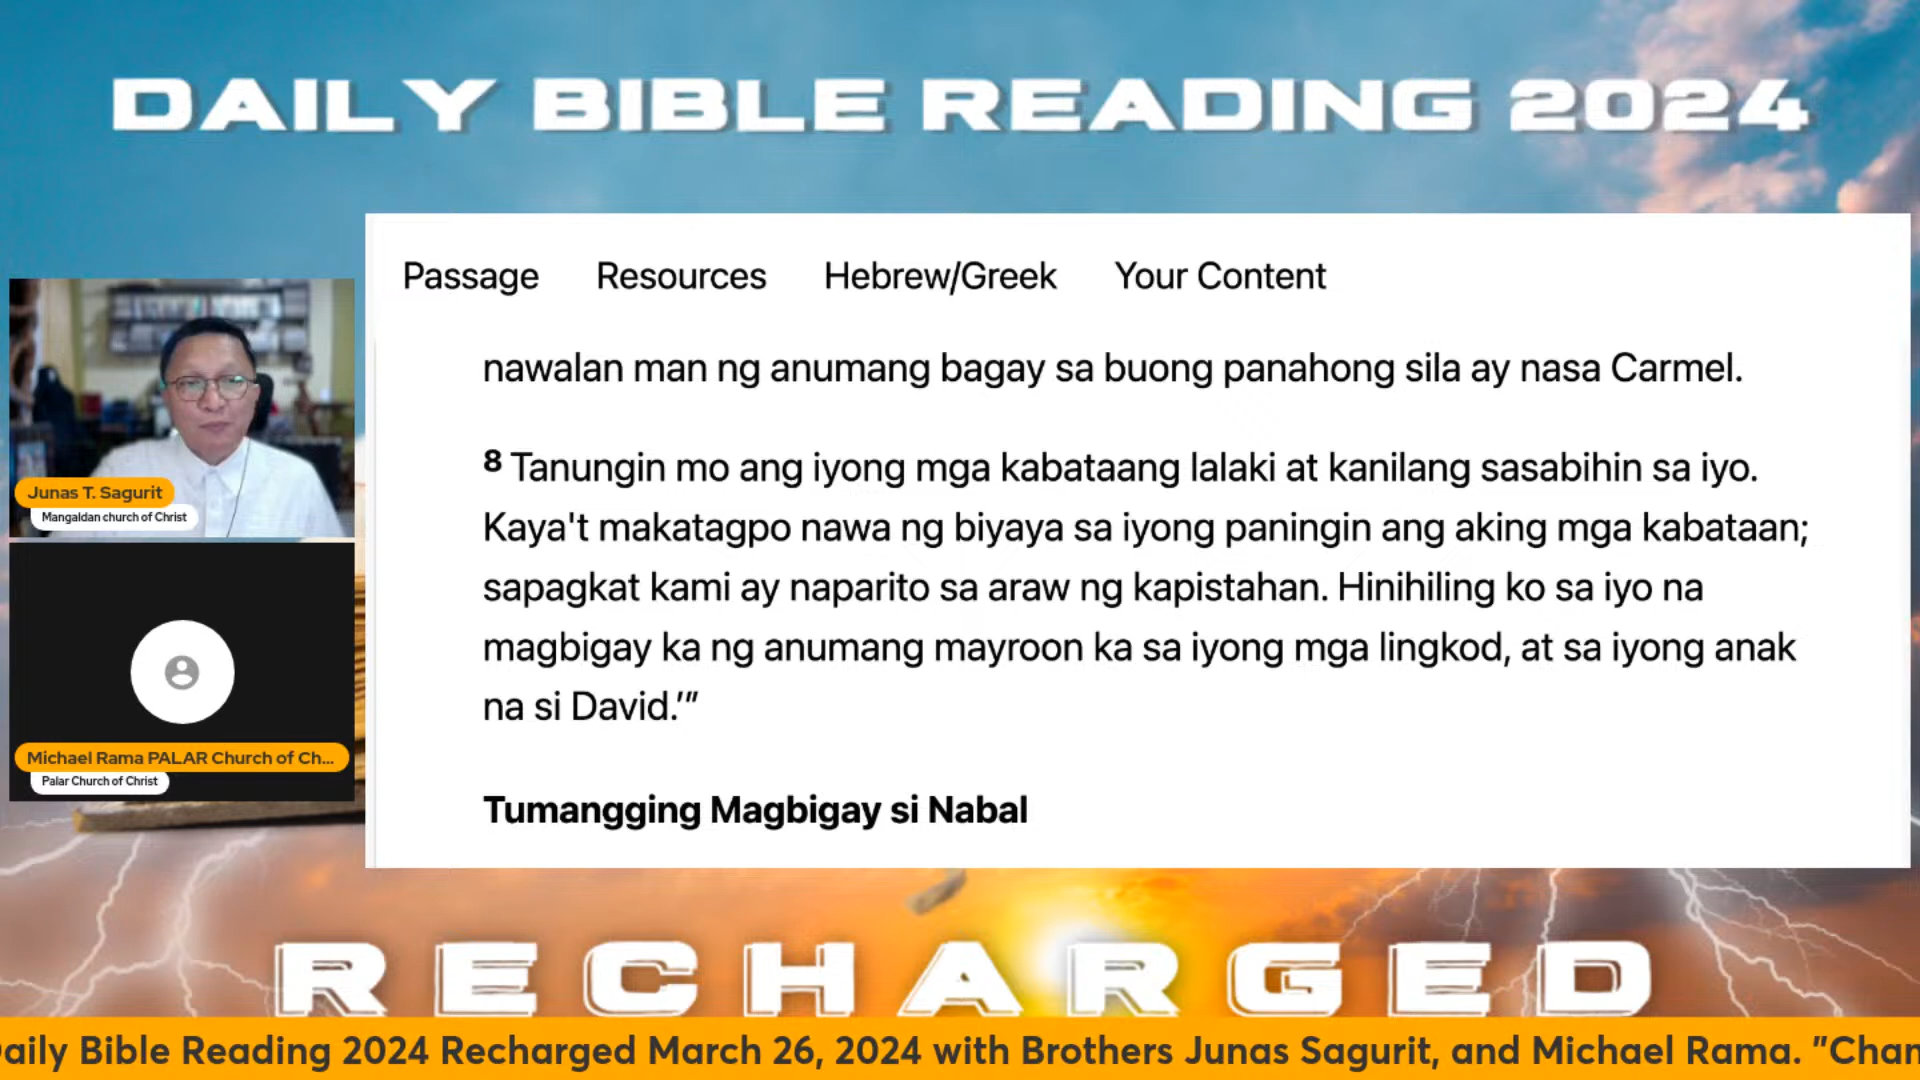 DAILY BIBLE READING 2024
Passage Resources Hebrew/Greek Your Content
nawalan man ng anumang bagay sa buong panahong sila ay nasa Carmel.
8 Tanungin mo ang iyong mga kabataang lalaki at kanilang sasabihin sa iyo.
Kaya't makatagpo nawa ng biyaya sa iyong paningin ang aking mga kabataan;
sapagkat kami ay naparito sa araw ng kapistahan. Hinihiling ko sa iyo na
magbigay ka ng anumang mayroon ka sa iyong mga lingkod, at sa iyong anak
na si David.’”
Tumangging Magbigay si Nabal
Junas T. Sagurit
Mangaldan church of Christ
Michael Rama PALAR Church of Ch...
Palar Church of Christ
RECHARGED
aily Bible Reading 2024 Recharged March 26, 2024 with Brothers Junas Sagurit, and Michael Rama. "Chan